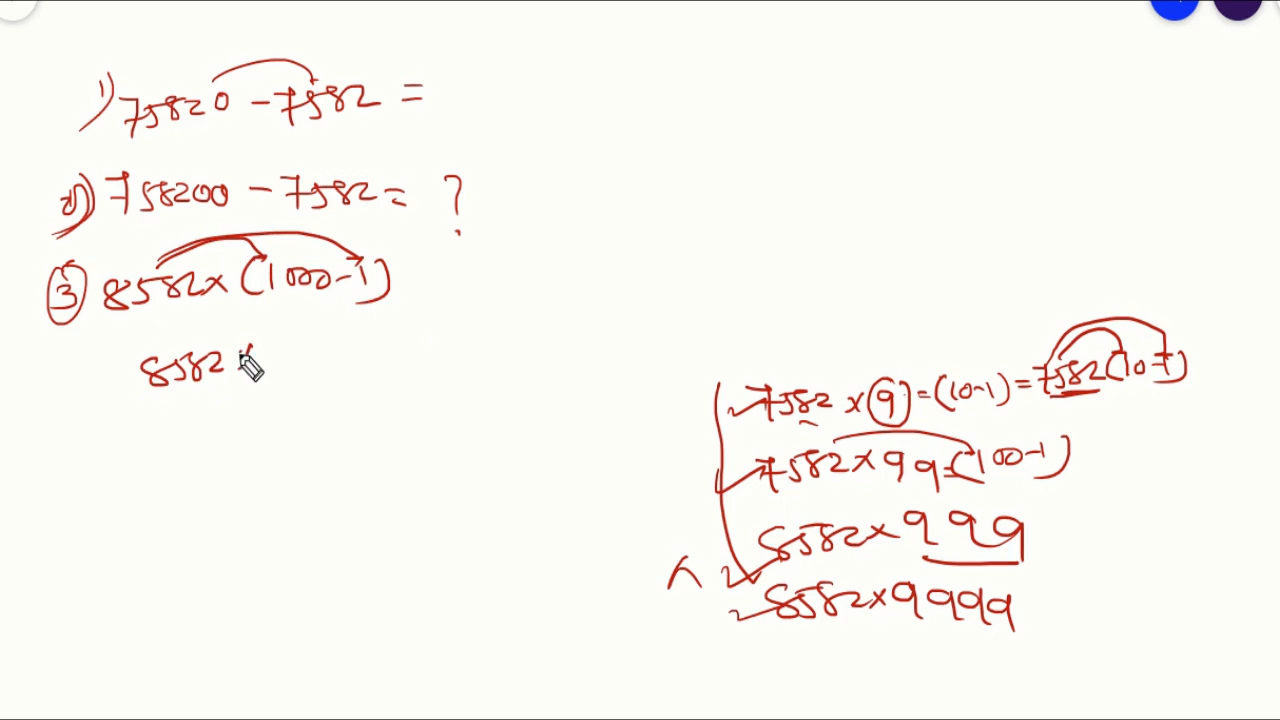 1) 75820 - 7582 =
2) 758200 - 7582 = ?
3 8582 × (1000-1)
8582
7582 × 9 = (10-1) = 7582 (10-1)
7582 × 99 = (100-1)
8582 × 999
8582 × 9999